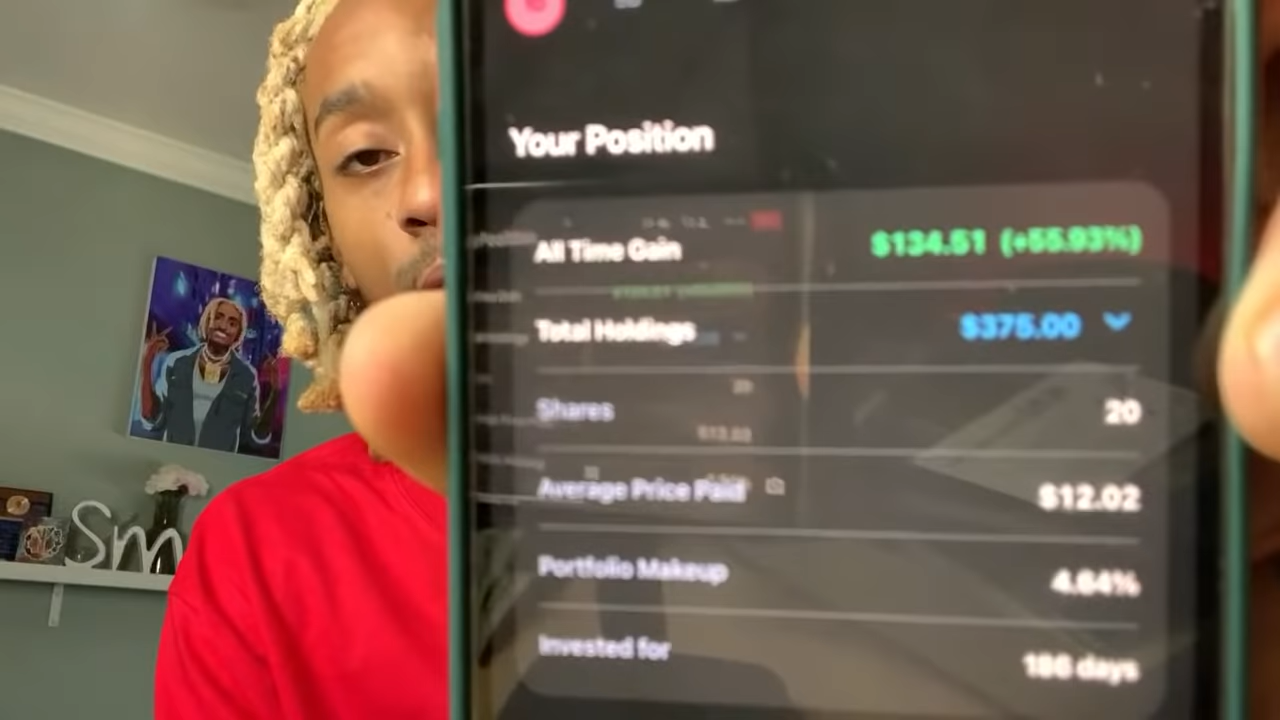 Your Position
All Time Gain $134.51 (+55.93%)
Total Holdings $375.00
Shares 20
Average Price Paid $12.02
Portfolio Makeup 4.64%
Invested for 186 days
Sm